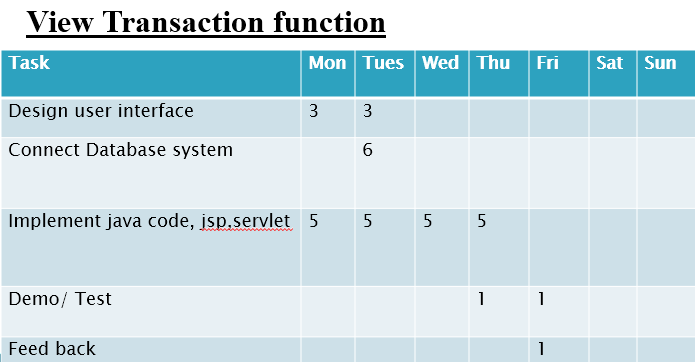 View Transaction function
Task Mon Tues Wed Thu Fri Sat Sun
Design user interface 3 3
Connect Database system 6
Implement java code, jsp,servlet 5 5 5 5
Demo/ Test 1 1
Feed back 1